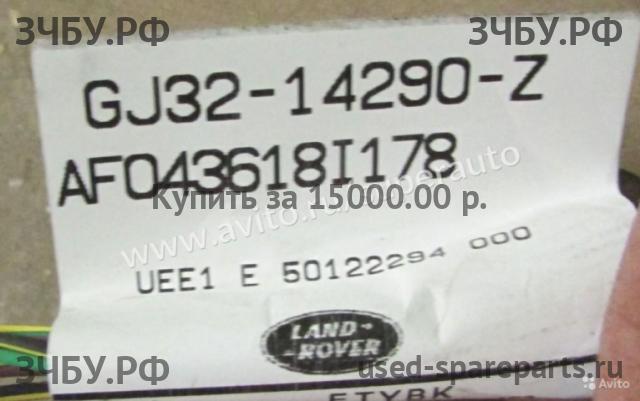 ЗЧБУ.РФ ЗЧБУ.РФ
GJ32-14290-Z
AF043618I178
Купить за 15000.00 р.
www.avito.ru
UEE1 E 50122294 000
LAND-
-ROVER
ЗЧБУ.РФ used-spareparts.ru
Avito